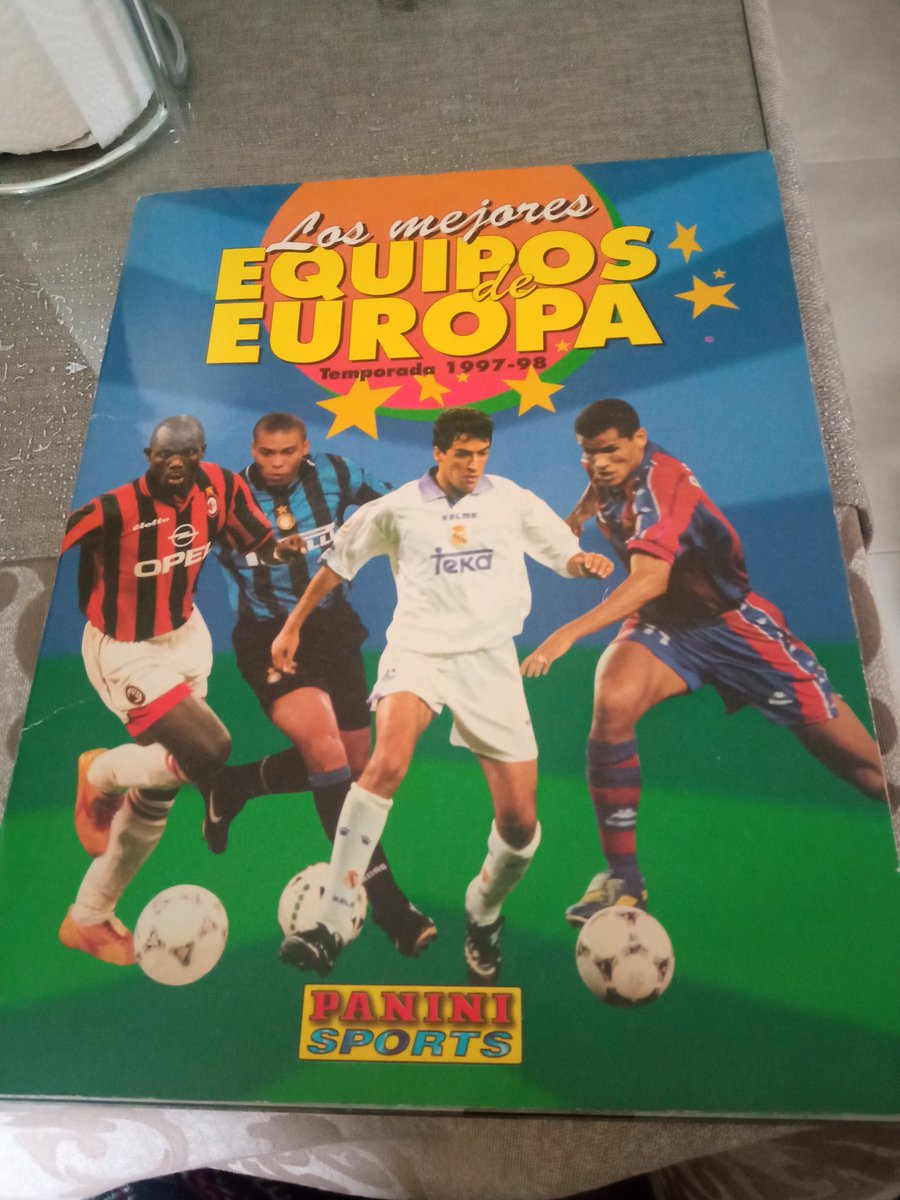 Los mejores
EQUIPOS
de
EUROPA
Temporada 1997-98
lotto
OPEL
KELME
Teka
PANINI
SPORTS